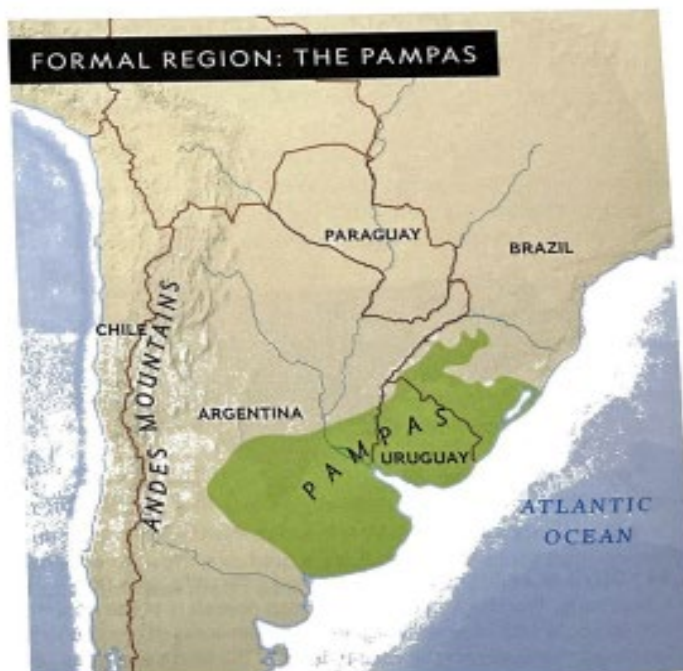 FORMAL REGION: THE PAMPAS
PARAGUAY
BRAZIL
CHILE
ANDES MOUNTAINS
ARGENTINA
PAMPAS
URUGUAY
ATLANTIC
OCEAN